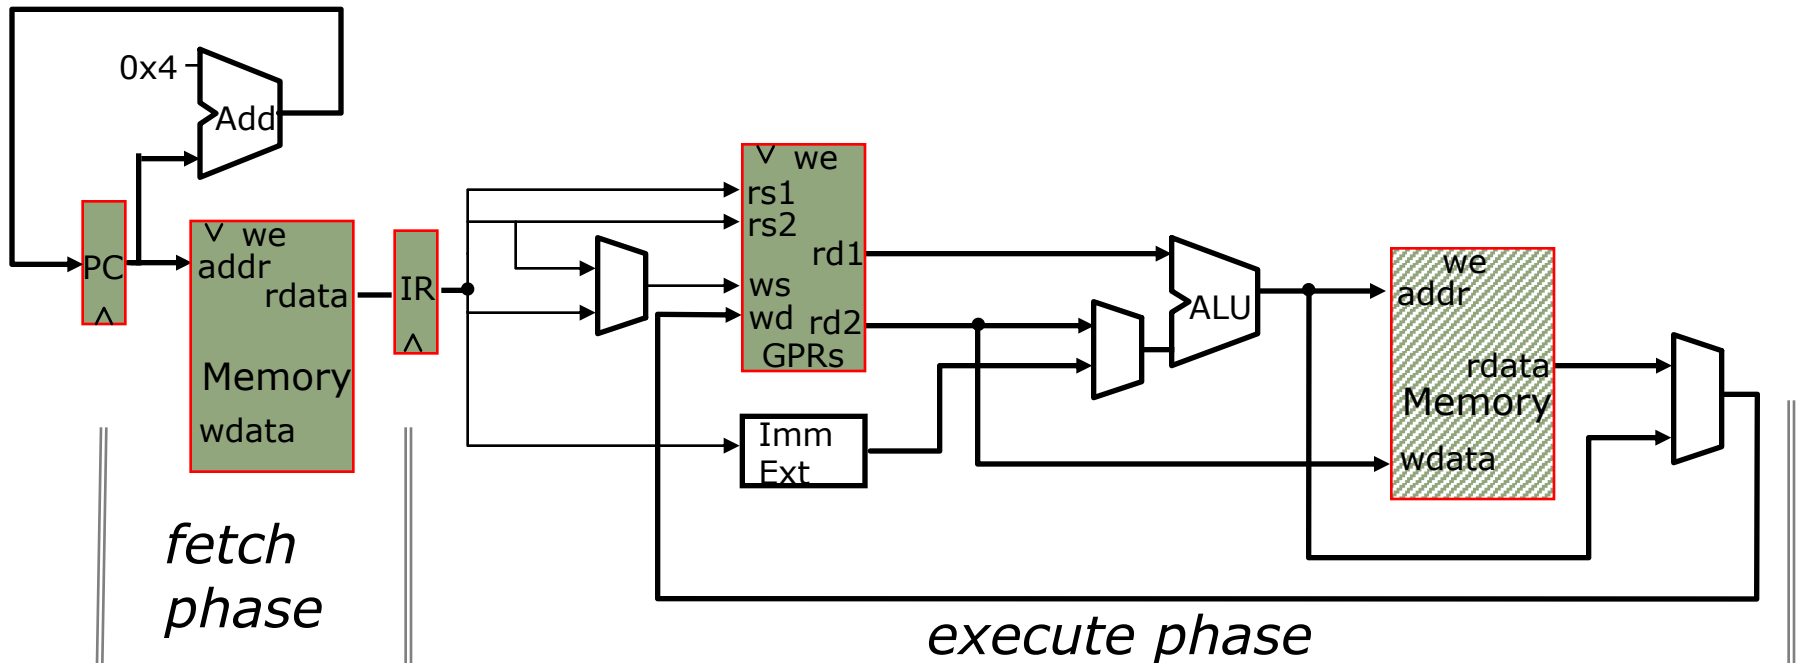 0x4
Add
PC
we
addr
rdata
Memory
wdata
IR
we
rs1
rs2
rd1
ws
wd rd2
GPRs
Imm
Ext
ALU
we
addr
rdata
Memory
wdata
fetch
phase
execute phase